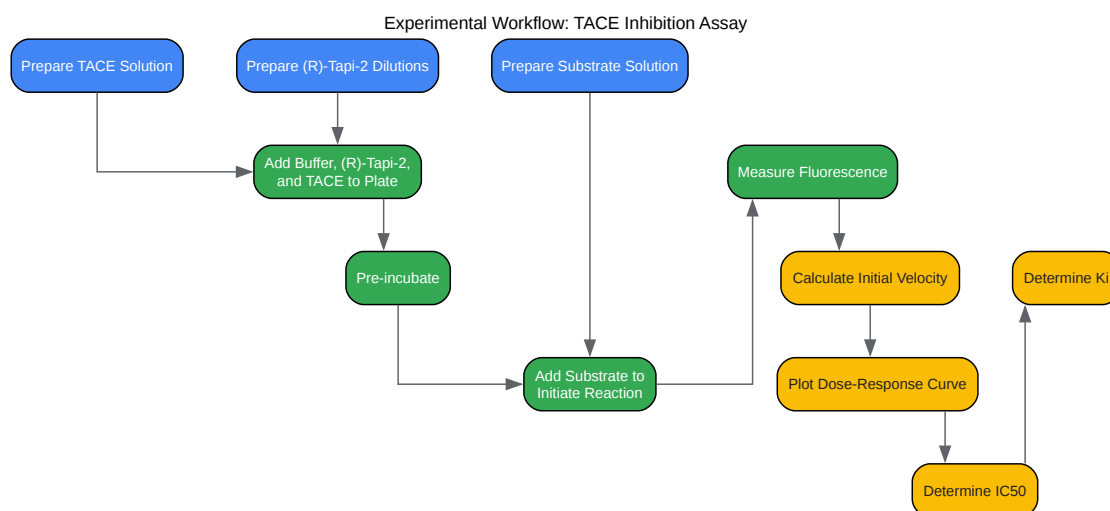 Experimental Workflow: TACE Inhibition Assay
Prepare TACE Solution
Prepare (R)-Tapi-2 Dilutions
Prepare Substrate Solution
Add Buffer, (R)-Tapi-2,
and TACE to Plate
Measure Fluorescence
Pre-incubate
Calculate Initial Velocity
Determine Ki
Add Substrate to
Initiate Reaction
Plot Dose-Response Curve
Determine IC50